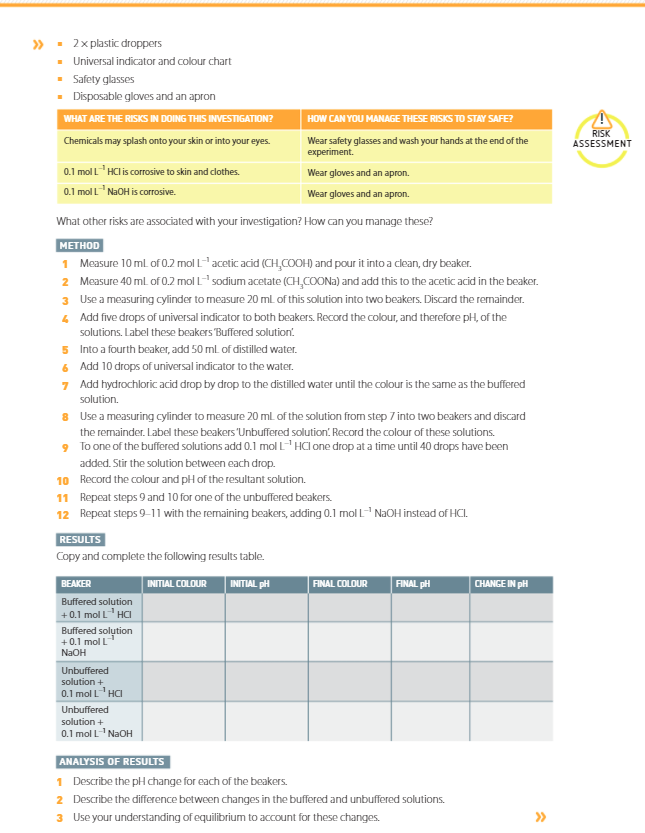 » ▪ 2 × plastic droppers
▪ Universal indicator and colour chart
▪ Safety glasses
▪ Disposable gloves and an apron
WHAT ARE THE RISKS IN DOING THIS INVESTIGATION? HOW CAN YOU MANAGE THESE RISKS TO STAY SAFE?
Chemicals may splash onto your skin or into your eyes. Wear safety glasses and wash your hands at the end of the
experiment.
0.1 mol L⁻¹ HCl is corrosive to skin and clothes. Wear gloves and an apron.
0.1 mol L⁻¹ NaOH is corrosive. Wear gloves and an apron.
!
RISK
ASSESSMENT
What other risks are associated with your investigation? How can you manage these?
METHOD
1 Measure 10 mL of 0.2 mol L⁻¹ acetic acid (CH₃COOH) and pour it into a clean, dry beaker.
2 Measure 40 mL of 0.2 mol L⁻¹ sodium acetate (CH₃COONa) and add this to the acetic acid in the beaker.
3 Use a measuring cylinder to measure 20 mL of this solution into two beakers. Discard the remainder.
4 Add five drops of universal indicator to both beakers. Record the colour, and therefore pH, of the
solutions. Label these beakers 'Buffered solution'.
5 Into a fourth beaker, add 50 mL of distilled water.
6 Add 10 drops of universal indicator to the water.
7 Add hydrochloric acid drop by drop to the distilled water until the colour is the same as the buffered
solution.
8 Use a measuring cylinder to measure 20 mL of the solution from step 7 into two beakers and discard
the remainder. Label these beakers 'Unbuffered solution'. Record the colour of these solutions.
9 To one of the buffered solutions add 0.1 mol L⁻¹ HCl one drop at a time until 40 drops have been
added. Stir the solution between each drop.
10 Record the colour and pH of the resultant solution.
11 Repeat steps 9 and 10 for one of the unbuffered beakers.
12 Repeat steps 9–11 with the remaining beakers, adding 0.1 mol L⁻¹ NaOH instead of HCl.
RESULTS
Copy and complete the following results table.
BEAKER INITIAL COLOUR INITIAL pH FINAL COLOUR FINAL pH CHANGE IN pH
Buffered solution
+ 0.1 mol L⁻¹ HCl
Buffered solution
+ 0.1 mol L⁻¹
NaOH
Unbuffered
solution +
0.1 mol L⁻¹ HCl
Unbuffered
solution +
0.1 mol L⁻¹ NaOH
ANALYSIS OF RESULTS
1 Describe the pH change for each of the beakers.
2 Describe the difference between changes in the buffered and unbuffered solutions.
3 Use your understanding of equilibrium to account for these changes. »